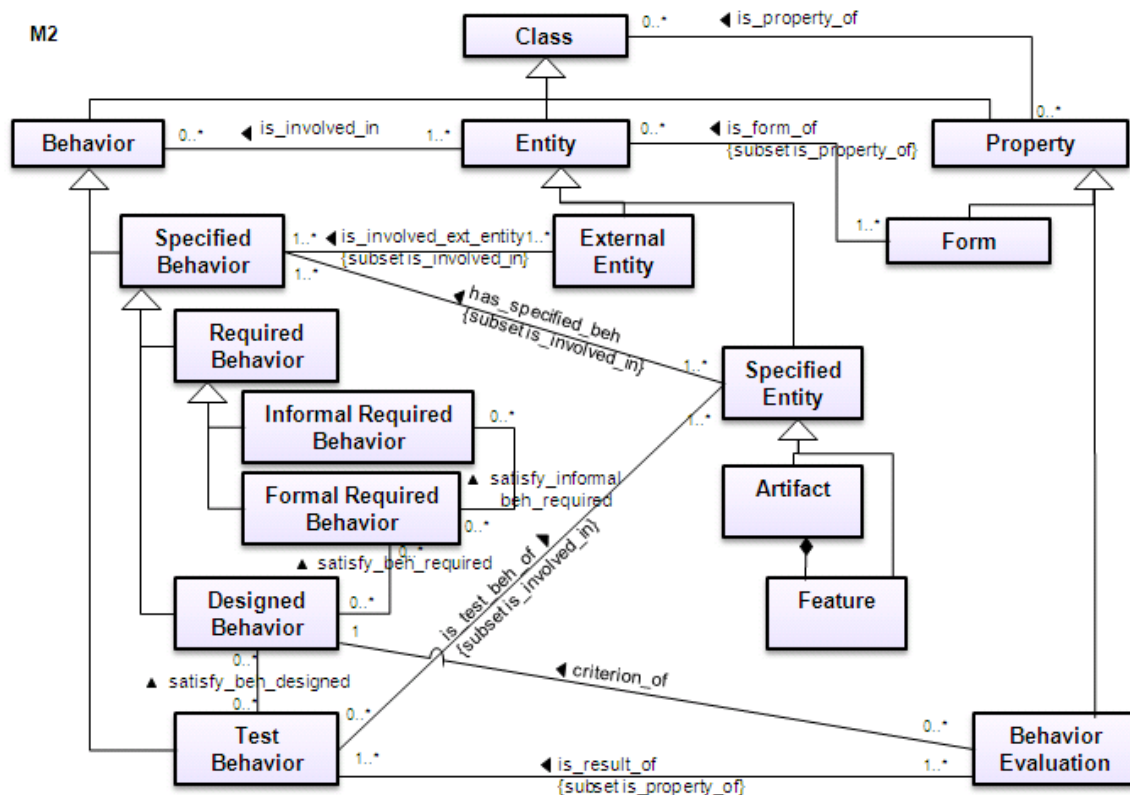 M2
Class
0..*
◄ is_property_of
0..*
Behavior
0..*
◄ is_involved_in
1..*
Entity
0..*
◄ is_form_of
{subset is_property_of}
Property
1..*
Form
Specified
Behavior
1..*
◄ is_involved_ext_entity
1..*
{subset is_involved_in}
1..*
External
Entity
◄ has_specified_beh
{subset is_involved_in}
1..*
Specified
Entity
1..*
Required
Behavior
Informal Required
Behavior
0..*
▲ satisfy_informal
beh_required
Formal Required
Behavior
0..*
0..*
▲ satisfy_beh_required
Artifact
Feature
is_test_beh_of
{subset is_involved_in}
Designed
Behavior
0..*
1
◄ criterion_of
0..*
▲ satisfy_beh_designed
0..*
Test
Behavior
0..*
1..*
◄ is_result_of
{subset is_property_of}
0..*
1..*
Behavior
Evaluation